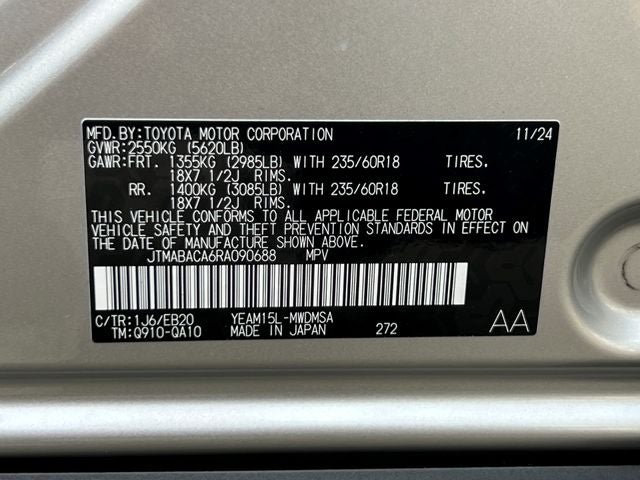 MFD.BY:TOYOTA MOTOR CORPORATION 11/24
GVWR:2550KG (5620LB)
GAWR:FRT. 1355KG (2985LB) WITH 235/60R18 TIRES.
18X7 1/2J RIMS.
RR. 1400KG (3085LB) WITH 235/60R18 TIRES.
18X7 1/2J RIMS.
THIS VEHICLE CONFORMS TO ALL APPLICABLE FEDERAL MOTOR
VEHICLE SAFETY AND THEFT PREVENTION STANDARDS IN EFFECT ON
THE DATE OF MANUFACTURE SHOWN ABOVE.
JTMABACA6RA090688 MPV
C/TR:1J6/EB20 YEAM15L-MWDMSA AA
TM:Q910-QA10 MADE IN JAPAN 272